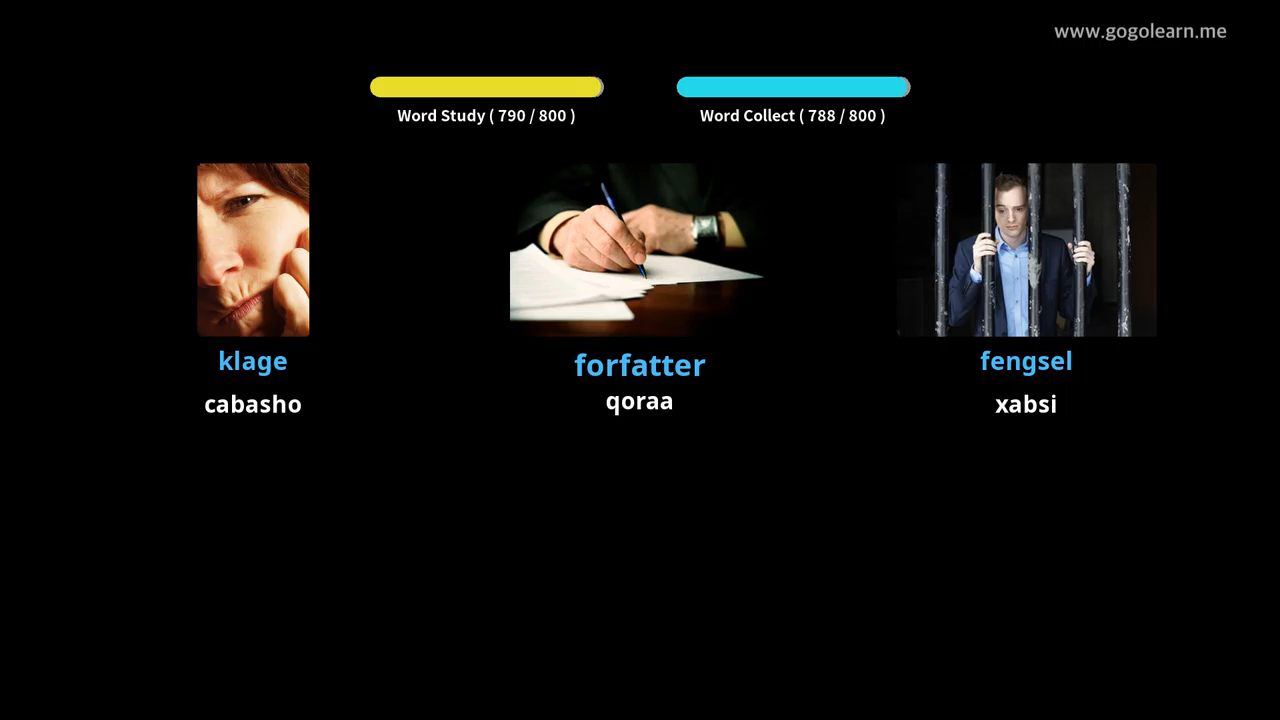 www.gogolearn.me
Word Study ( 790 / 800 )
Word Collect ( 788 / 800 )
klage
cabasho
forfatter
qoraa
fengsel
xabsi